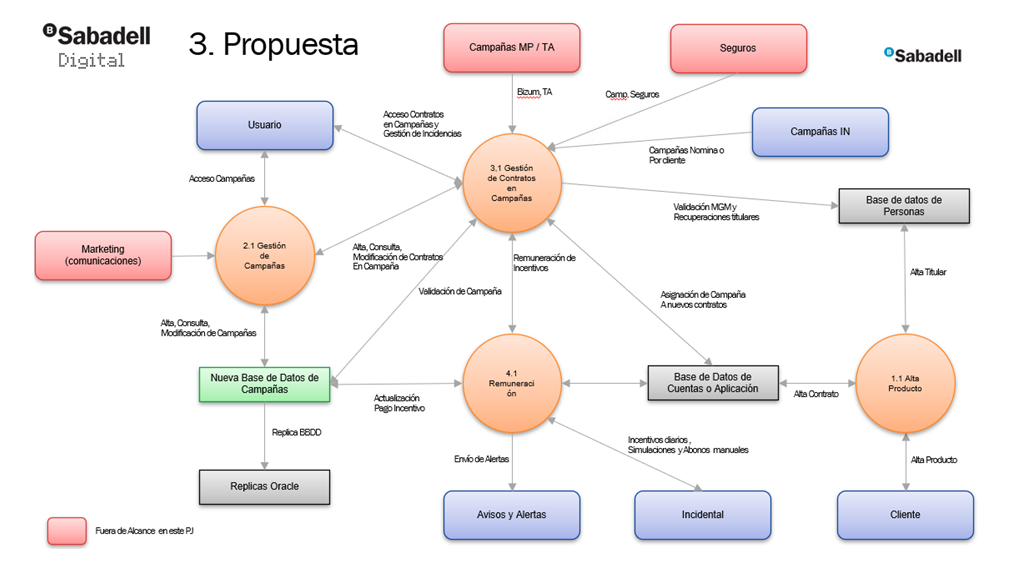 BSabadell
Digital
3. Propuesta
Campañas MP / TA
Seguros
BSabadell
Bizum, TA
Camp. Seguros
Usuario
Acceso Contratos
en Campañas y
Gestión de Incidencias
Campañas IN
Campañas Nomina o
Por cliente
3,1 Gestión
de Contratos
en
Campañas
Acceso Campañas
Validación MGM y
Recuperaciones titulares
Base de datos de
Personas
Marketing
(comunicaciones)
2.1 Gestión
de
Campañas
Alta, Consulta,
Modificación de Contratos
En Campaña
Remuneración de
Incentivos
Alta Titular
Validación de Campaña
Asignación de Campaña
A nuevos contratos
Alta, Consulta,
Modificación de Campañas
Nueva Base de Datos de
Campañas
4.1
Remuneraci
ón
Base de Datos de
Cuentas o Aplicación
1.1 Alta
Producto
Actualización
Pago Incentivo
Alta Contrato
Replica BBDD
Incentivos diarios ,
Simulaciones y Abonos manuales
Envío de Alertas
Alta Producto
Replicas Oracle
Avisos y Alertas
Incidental
Cliente
Fuera de Alcance en este PJ